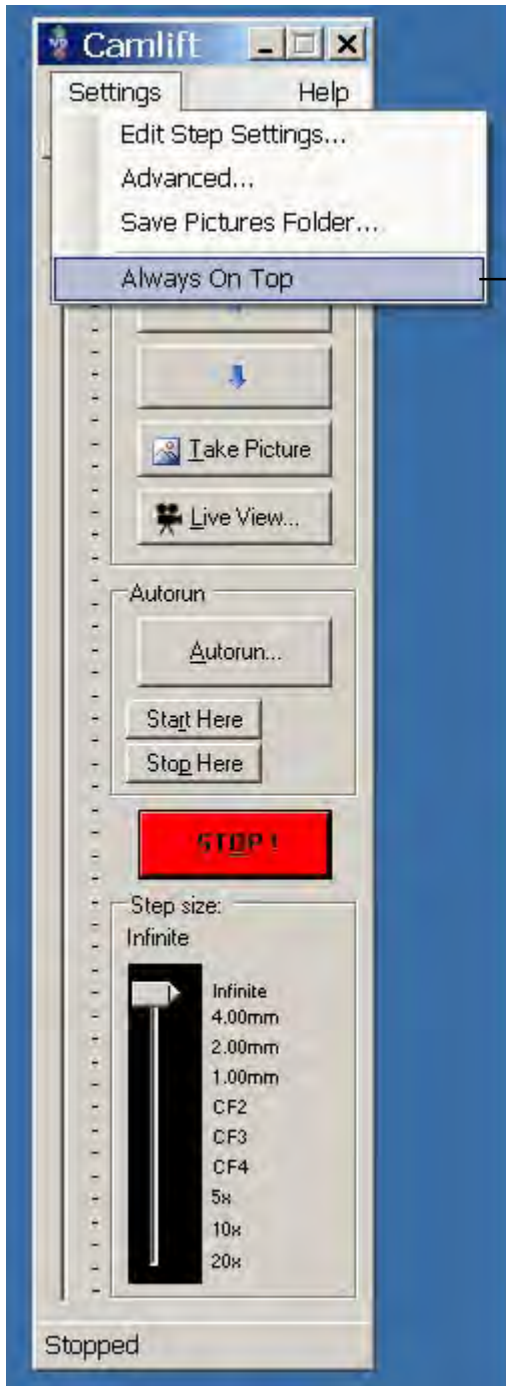 Camlift
Settings Help
Edit Step Settings...
Advanced...
Save Pictures Folder...
Always On Top
Take Picture
Live View...
Autorun
Autorun...
Start Here
Stop Here
STOP !
Step size:
Infinite
Infinite
4.00mm
2.00mm
1.00mm
CF2
CF3
CF4
5x
10x
20x
Stopped